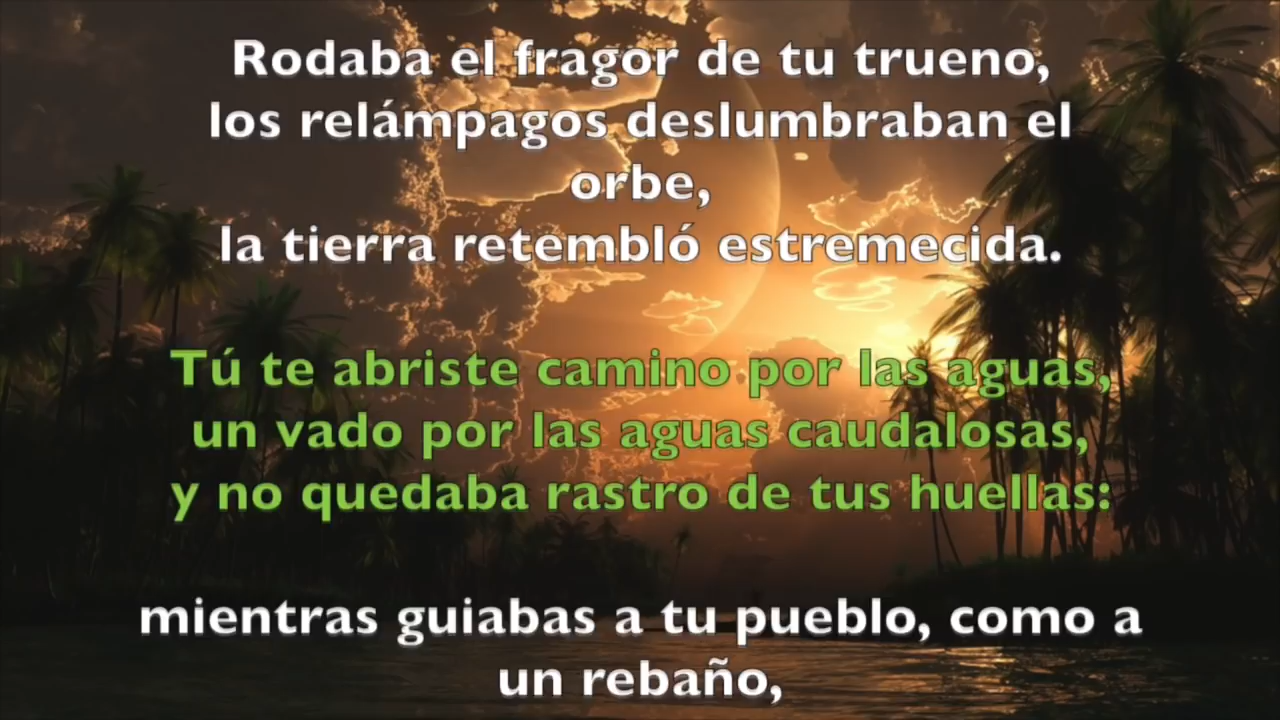 Rodaba el fragor de tu trueno,
los relámpagos deslumbraban el
orbe,
la tierra retembló estremecida.
Tú te abriste camino por las aguas,
un vado por las aguas caudalosas,
y no quedaba rastro de tus huellas:
mientras guiabas a tu pueblo, como a
un rebaño,